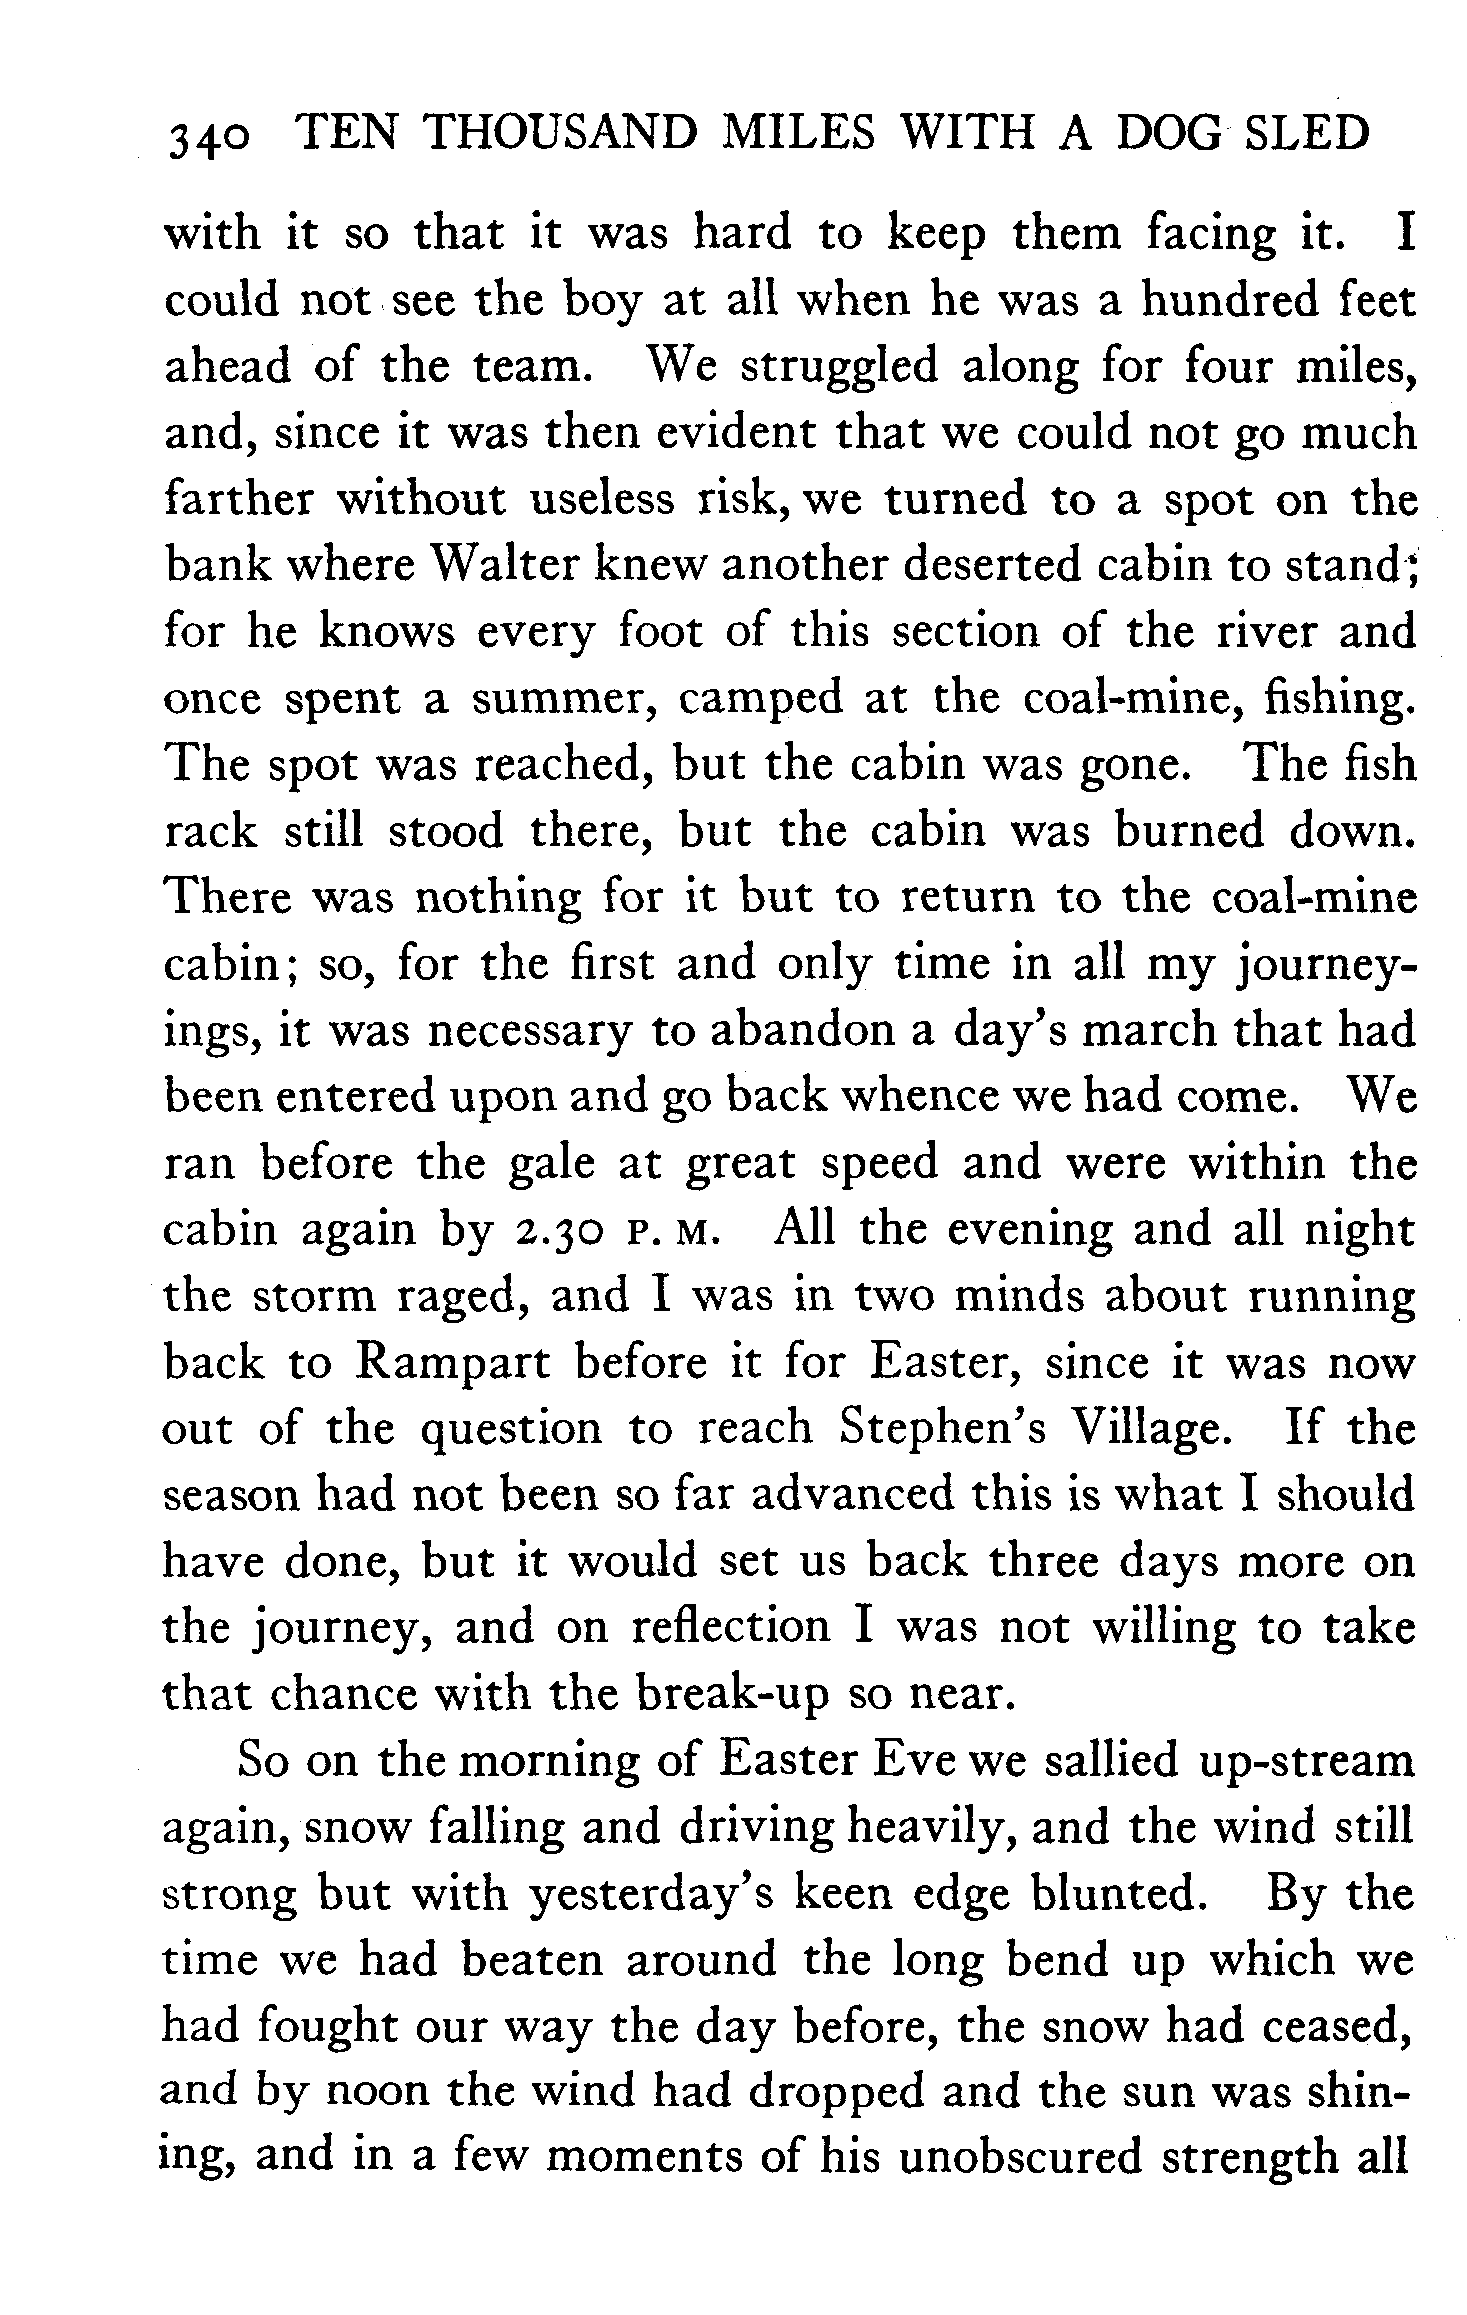 340 TEN THOUSAND MILES WITH A DOG SLED
with it so that it was hard to keep them facing it. I
could not see the boy at all when he was a hundred feet
ahead of the team. We struggled along for four miles,
and, since it was then evident that we could not go much
farther without useless risk, we turned to a spot on the
bank where Walter knew another deserted cabin to stand;
for he knows every foot of this section of the river and
once spent a summer, camped at the coal-mine, fishing.
The spot was reached, but the cabin was gone. The fish
rack still stood there, but the cabin was burned down.
There was nothing for it but to return to the coal-mine
cabin; so, for the first and only time in all my journey-
ings, it was necessary to abandon a day's march that had
been entered upon and go back whence we had come. We
ran before the gale at great speed and were within the
cabin again by 2.30 P. M. All the evening and all night
the storm raged, and I was in two minds about running
back to Rampart before it for Easter, since it was now
out of the question to reach Stephen's Village. If the
season had not been so far advanced this is what I should
have done, but it would set us back three days more on
the journey, and on reflection I was not willing to take
that chance with the break-up so near.
So on the morning of Easter Eve we sallied up-stream
again, snow falling and driving heavily, and the wind still
strong but with yesterday's keen edge blunted. By the
time we had beaten around the long bend up which we
had fought our way the day before, the snow had ceased,
and by noon the wind had dropped and the sun was shin-
ing, and in a few moments of his unobscured strength all